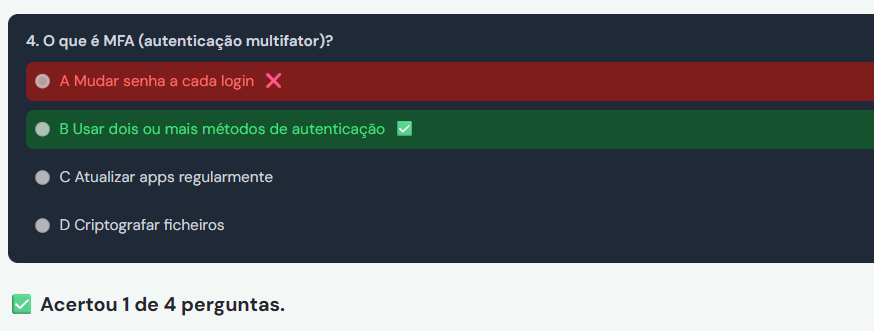 4. O que é MFA (autenticação multifator)?
A Mudar senha a cada login ❌
B Usar dois ou mais métodos de autenticação ✅
C Atualizar apps regularmente
D Criptografar ficheiros
✅ Acertou 1 de 4 perguntas.